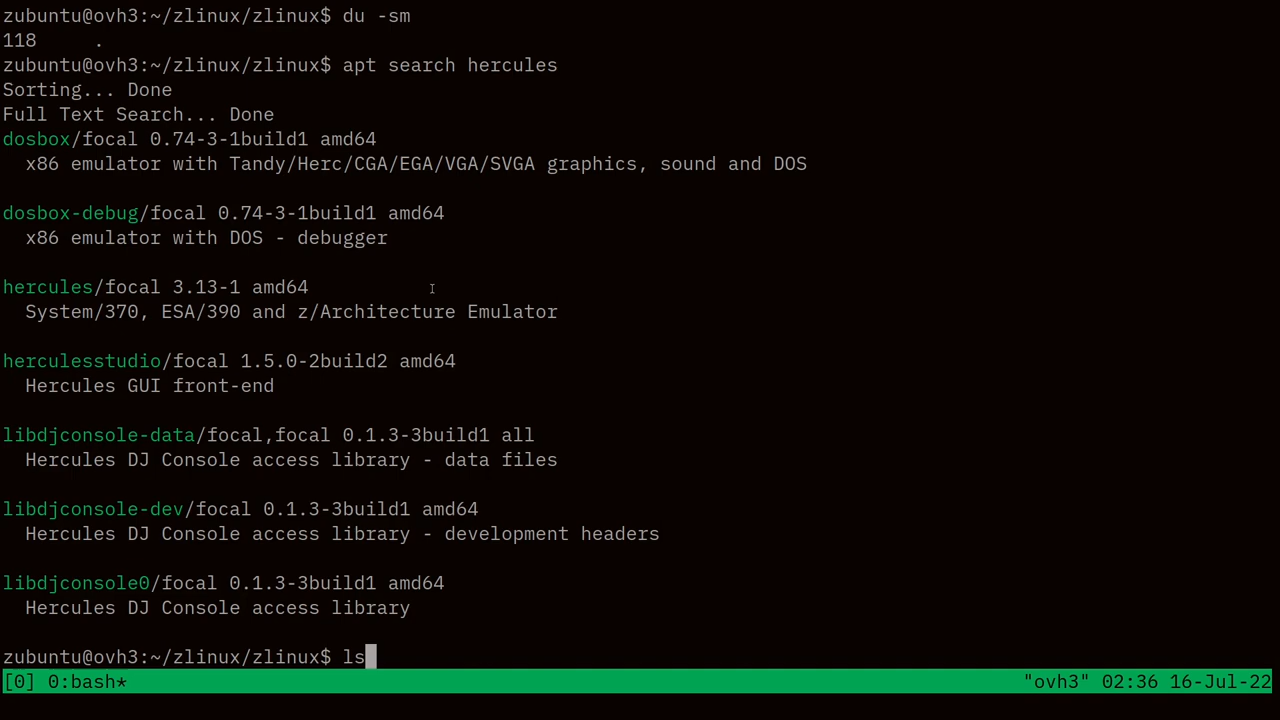 zubuntu@ovh3:~/zlinux/zlinux$ du -sm
118     .
zubuntu@ovh3:~/zlinux/zlinux$ apt search hercules
Sorting... Done
Full Text Search... Done
dosbox/focal 0.74-3-1build1 amd64
  x86 emulator with Tandy/Herc/CGA/EGA/VGA/SVGA graphics, sound and DOS
dosbox-debug/focal 0.74-3-1build1 amd64
  x86 emulator with DOS - debugger
hercules/focal 3.13-1 amd64
  System/370, ESA/390 and z/Architecture Emulator
herculesstudio/focal 1.5.0-2build2 amd64
  Hercules GUI front-end
libdjconsole-data/focal,focal 0.1.3-3build1 all
  Hercules DJ Console access library - data files
libdjconsole-dev/focal 0.1.3-3build1 amd64
  Hercules DJ Console access library - development headers
libdjconsole0/focal 0.1.3-3build1 amd64
  Hercules DJ Console access library
zubuntu@ovh3:~/zlinux/zlinux$ ls
[0] 0:bash* "ovh3" 02:36 16-Jul-22